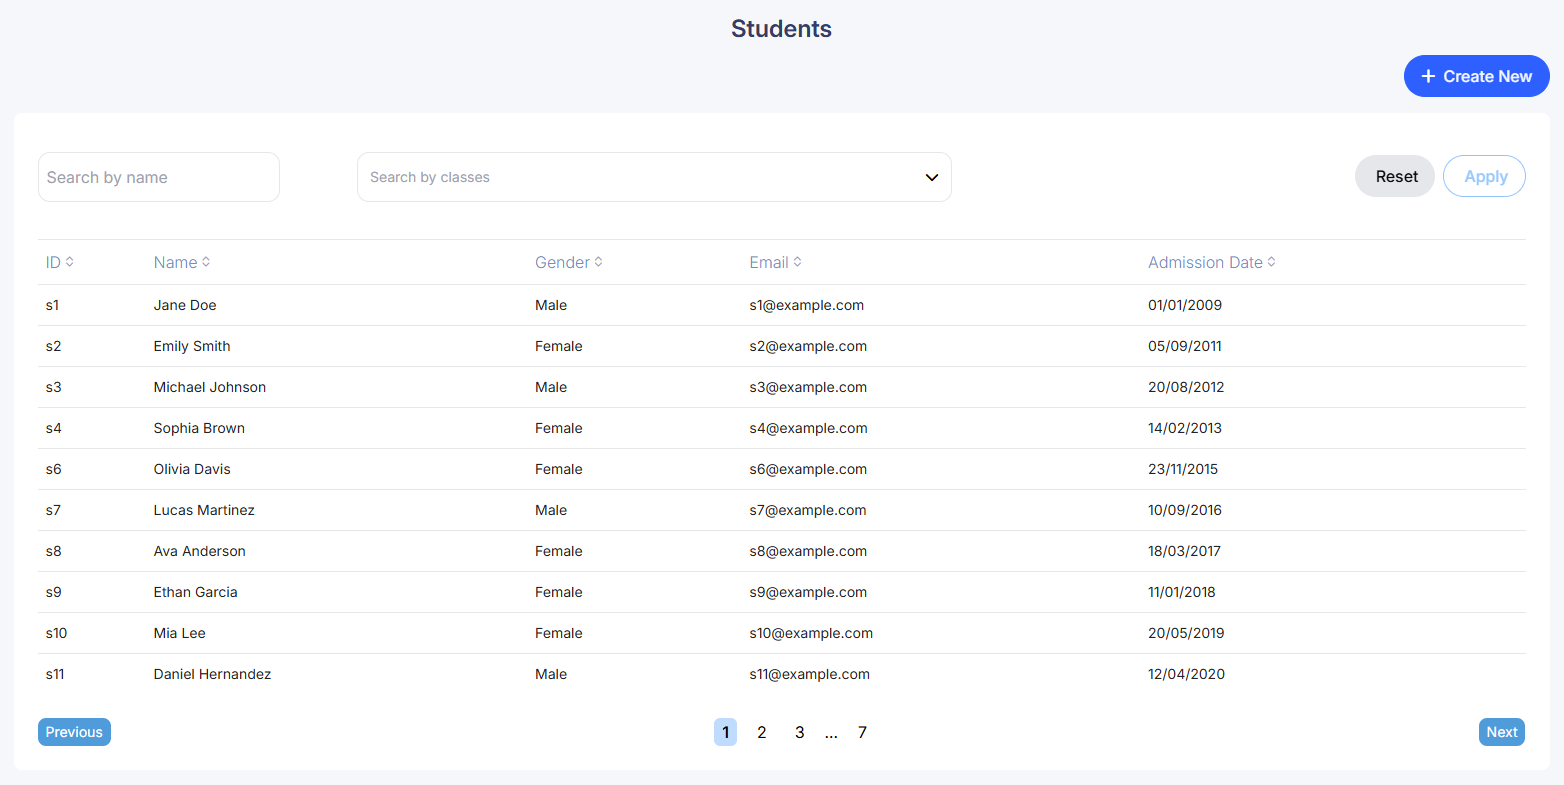 Students
+ Create New
Search by name Search by classes Reset Apply
ID Name Gender Email Admission Date
s1 Jane Doe Male s1@example.com 01/01/2009
s2 Emily Smith Female s2@example.com 05/09/2011
s3 Michael Johnson Male s3@example.com 20/08/2012
s4 Sophia Brown Female s4@example.com 14/02/2013
s6 Olivia Davis Female s6@example.com 23/11/2015
s7 Lucas Martinez Male s7@example.com 10/09/2016
s8 Ava Anderson Female s8@example.com 18/03/2017
s9 Ethan Garcia Female s9@example.com 11/01/2018
s10 Mia Lee Female s10@example.com 20/05/2019
s11 Daniel Hernandez Male s11@example.com 12/04/2020
Previous 1 2 3 ... 7 Next